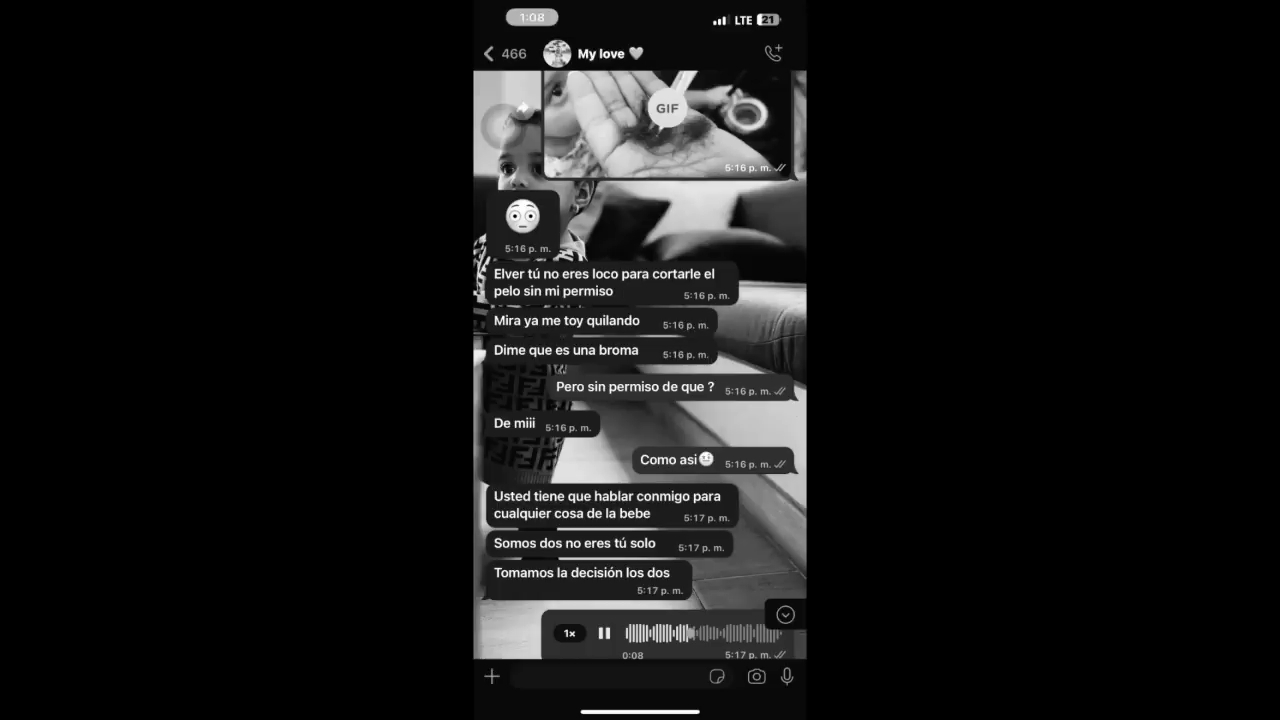 1:08
LTE 21
466
My love 🤍
GIF
5:16 p. m.
😳
5:16 p. m.
Elver tú no eres loco para cortarle el
pelo sin mi permiso
5:16 p. m.
Mira ya me toy quilando
5:16 p. m.
Dime que es una broma
5:16 p. m.
Pero sin permiso de que ?
5:16 p. m.
De miii
5:16 p. m.
Como asi🤨
5:16 p. m.
Usted tiene que hablar conmigo para
cualquier cosa de la bebe
5:17 p. m.
Somos dos no eres tú solo
5:17 p. m.
Tomamos la decisión los dos
5:17 p. m.
1x
0:08
5:17 p. m.